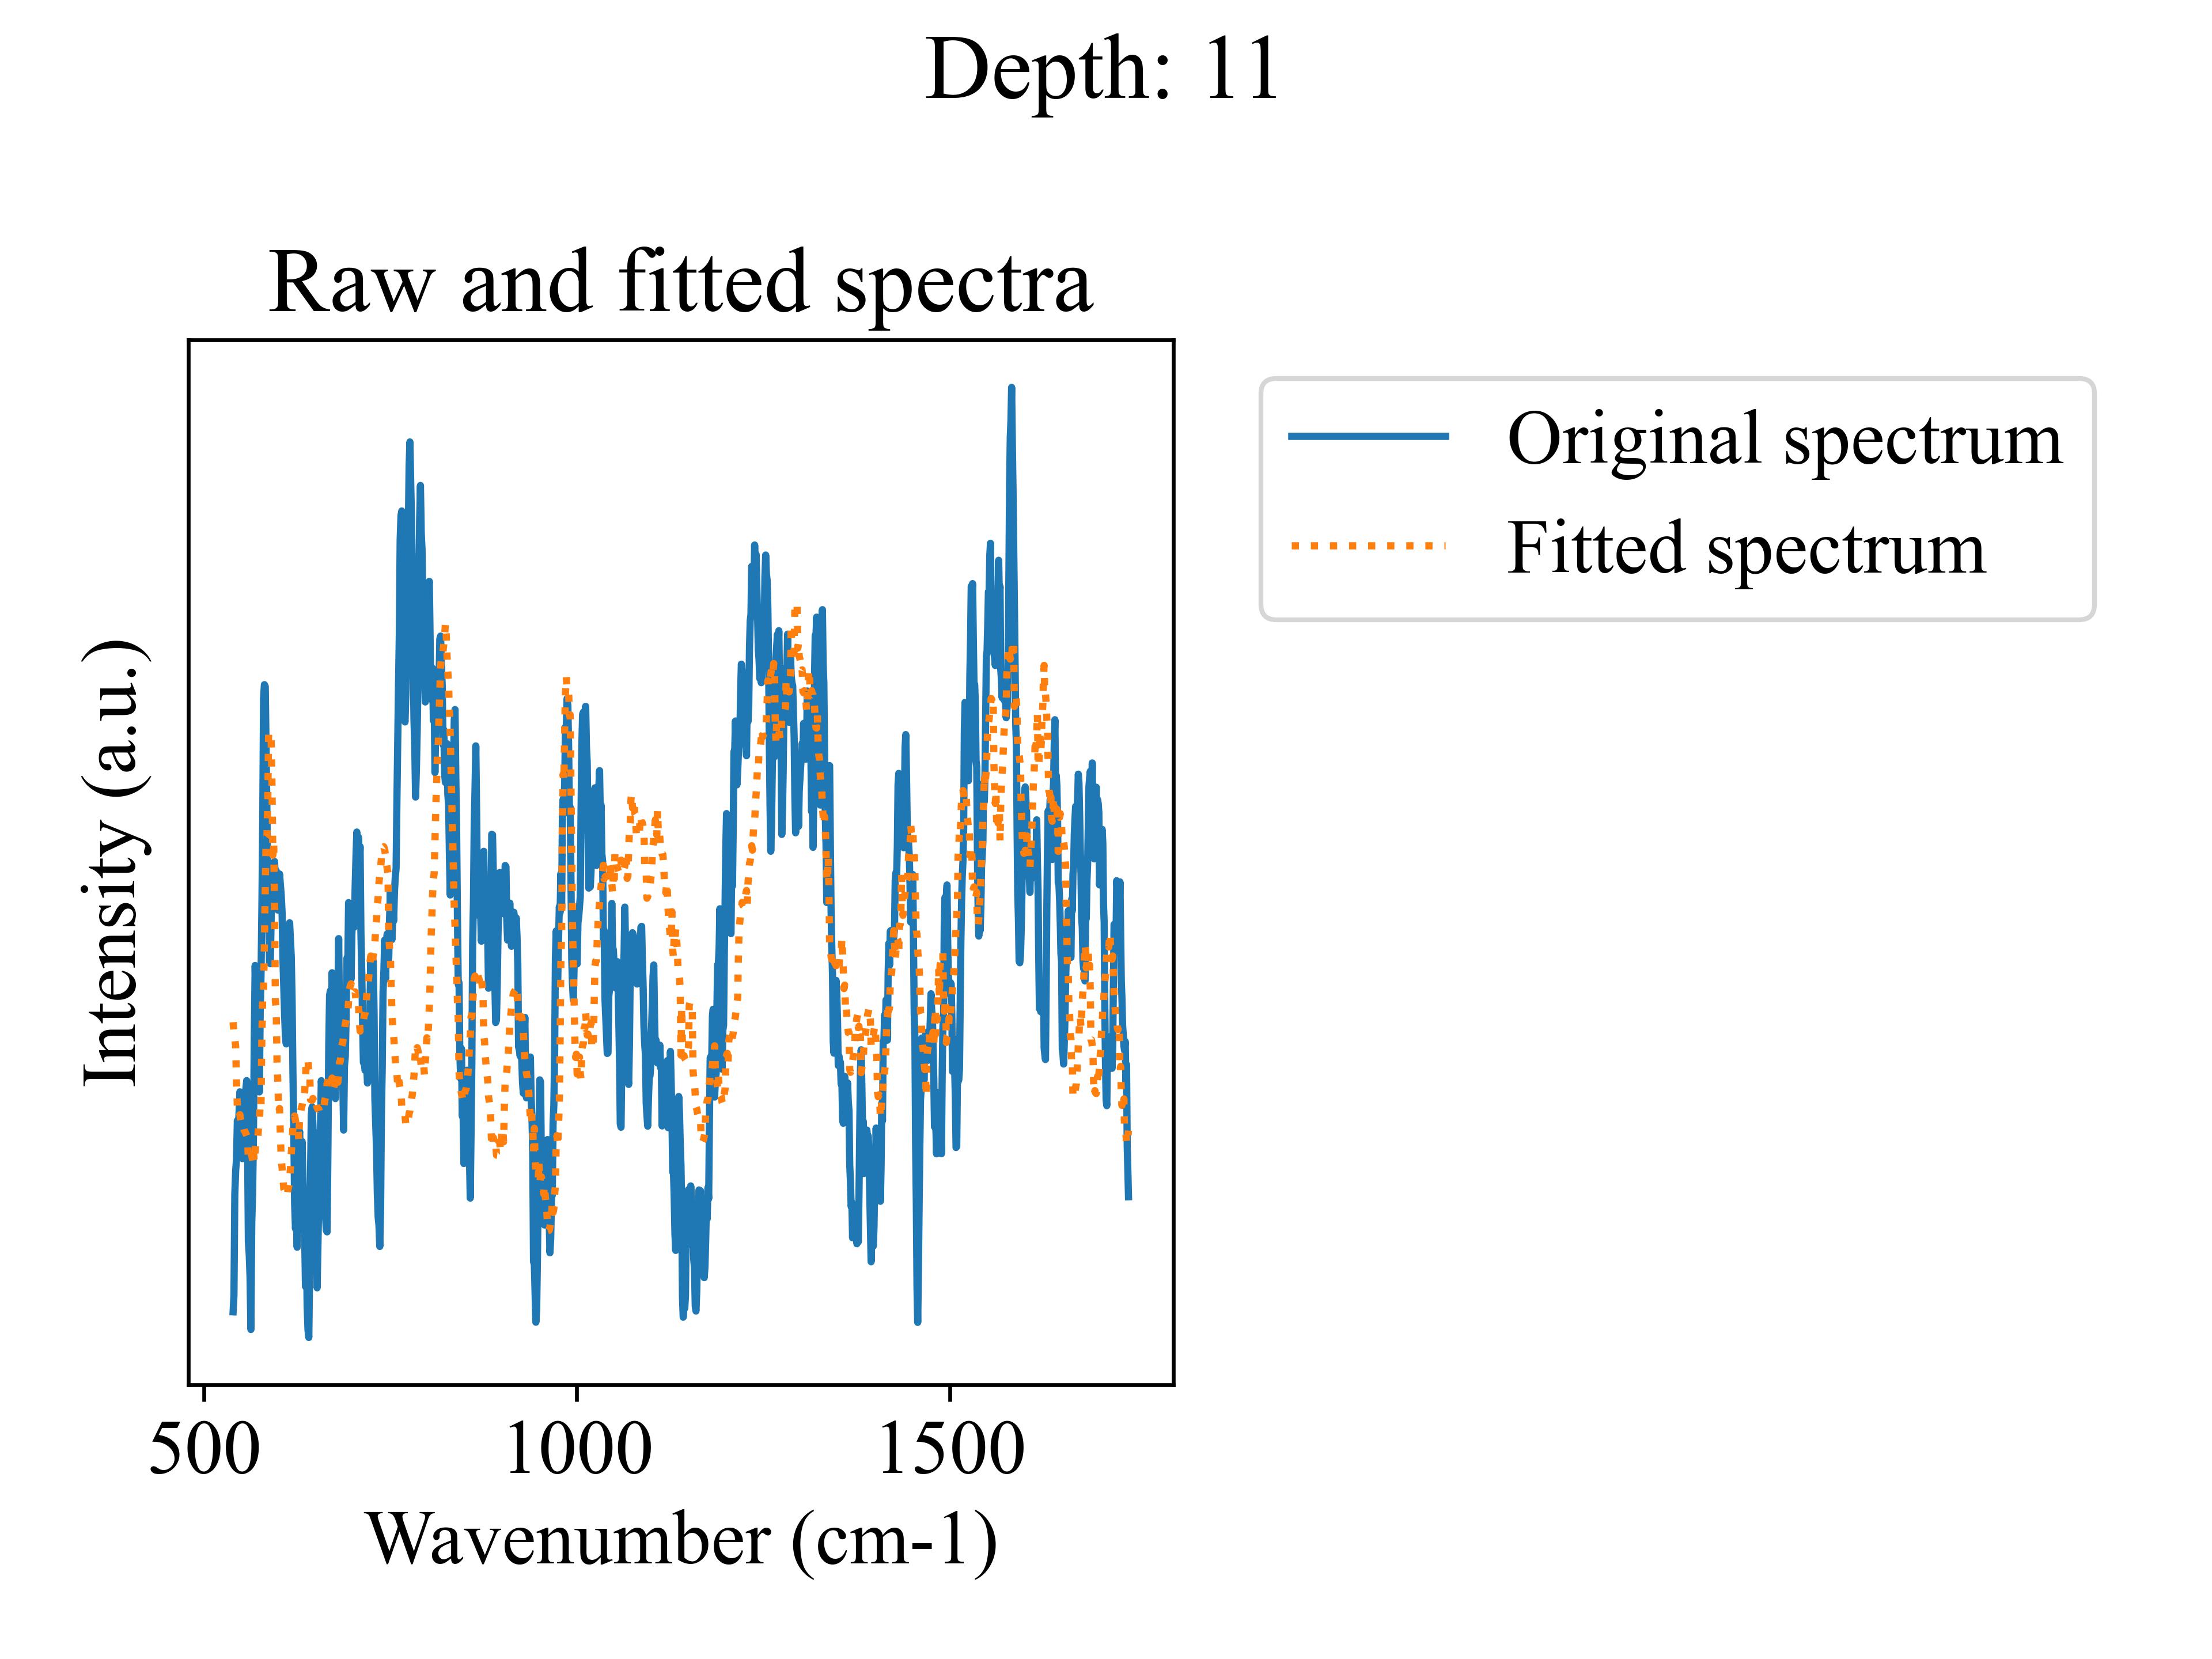 Depth: 11
Raw and fitted spectra
Original spectrum
Fitted spectrum
Intensity (a.u.)
500 1000 1500
Wavenumber (cm-1)